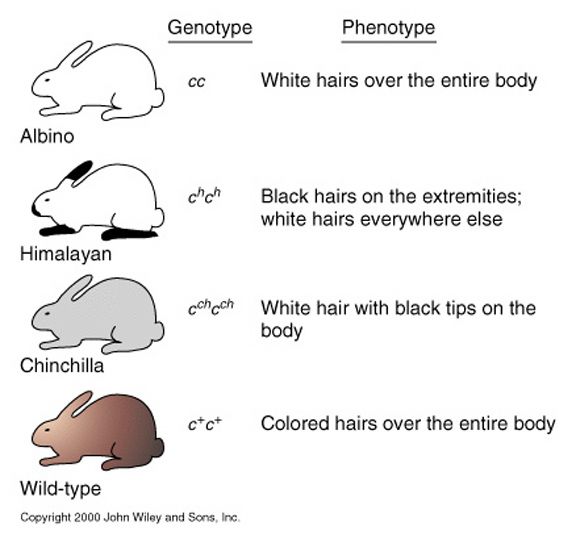 Genotype Phenotype
cc White hairs over the entire body
Albino
cʰcʰ Black hairs on the extremities;
white hairs everywhere else
Himalayan
cᶜʰcᶜʰ White hair with black tips on the
body
Chinchilla
c⁺c⁺ Colored hairs over the entire body
Wild-type
Copyright 2000 John Wiley and Sons, Inc.